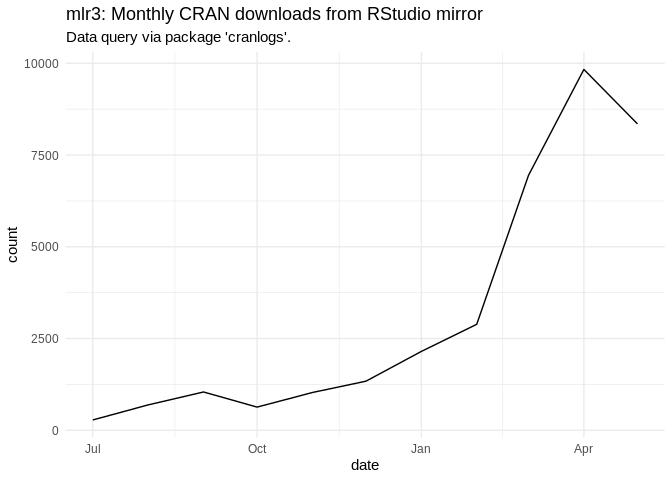 mlr3: Monthly CRAN downloads from RStudio mirror
Data query via package 'cranlogs'.
10000
7500
5000
2500
0
count
Jul Oct Jan Apr
date